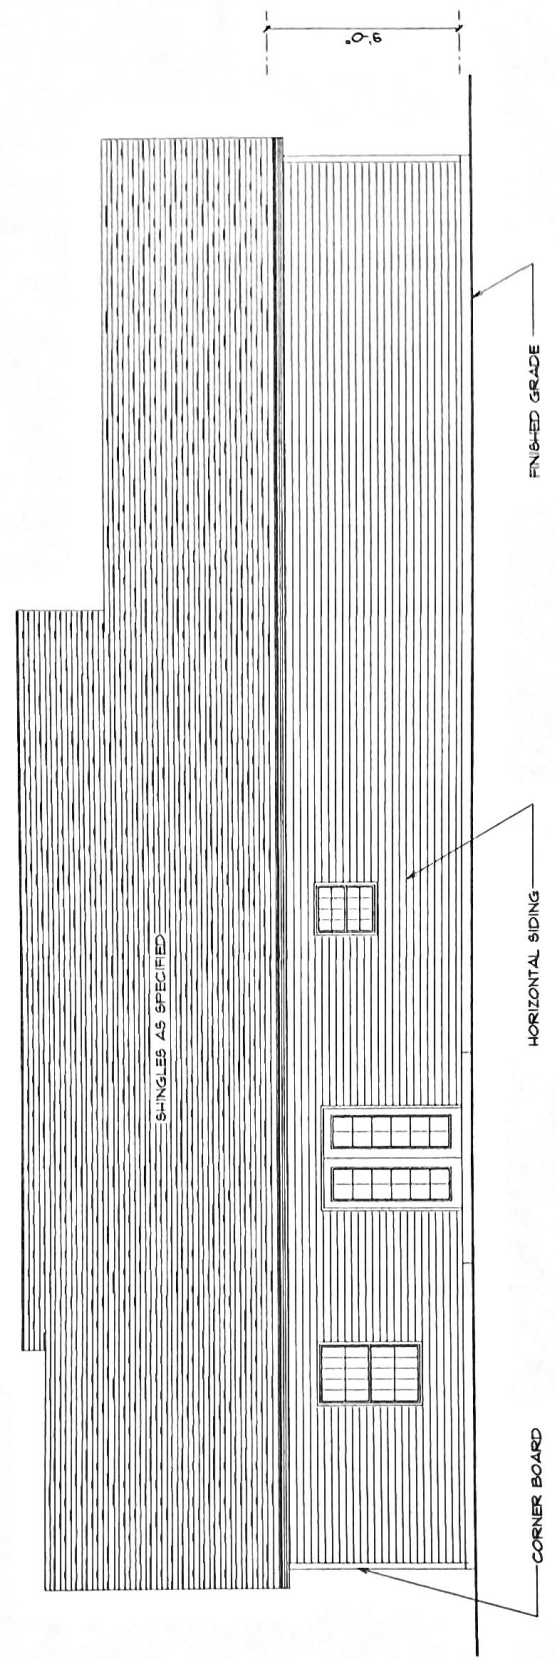 SHINGLES AS SPECIFIED
9'-0"
CORNER BOARD
HORIZONTAL SIDING
FINISHED GRADE